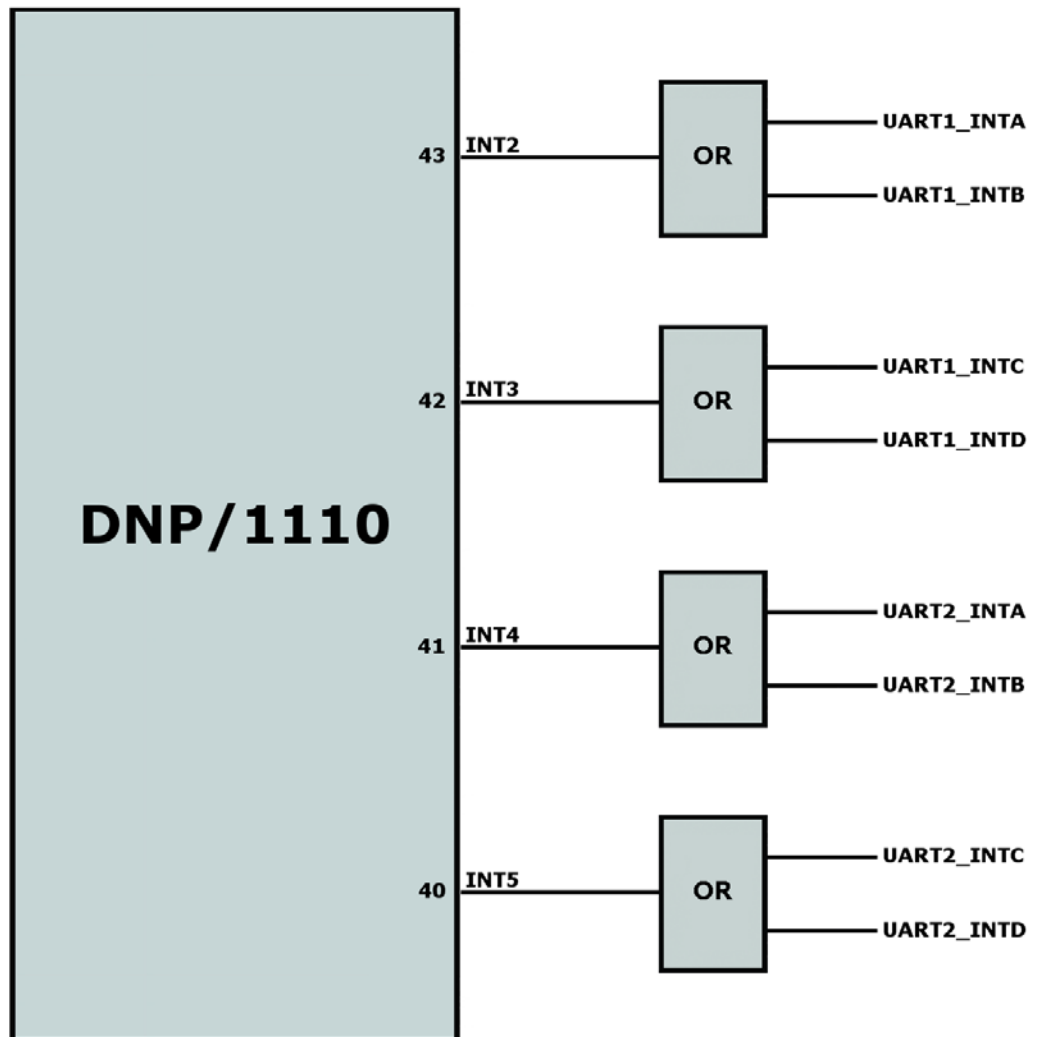 UART1_INTA
INT2
43
OR
UART1_INTB
UART1_INTC
INT3
42
OR
UART1_INTD
DNP/1110
UART2_INTA
INT4
41
OR
UART2_INTB
UART2_INTC
INT5
40
OR
UART2_INTD